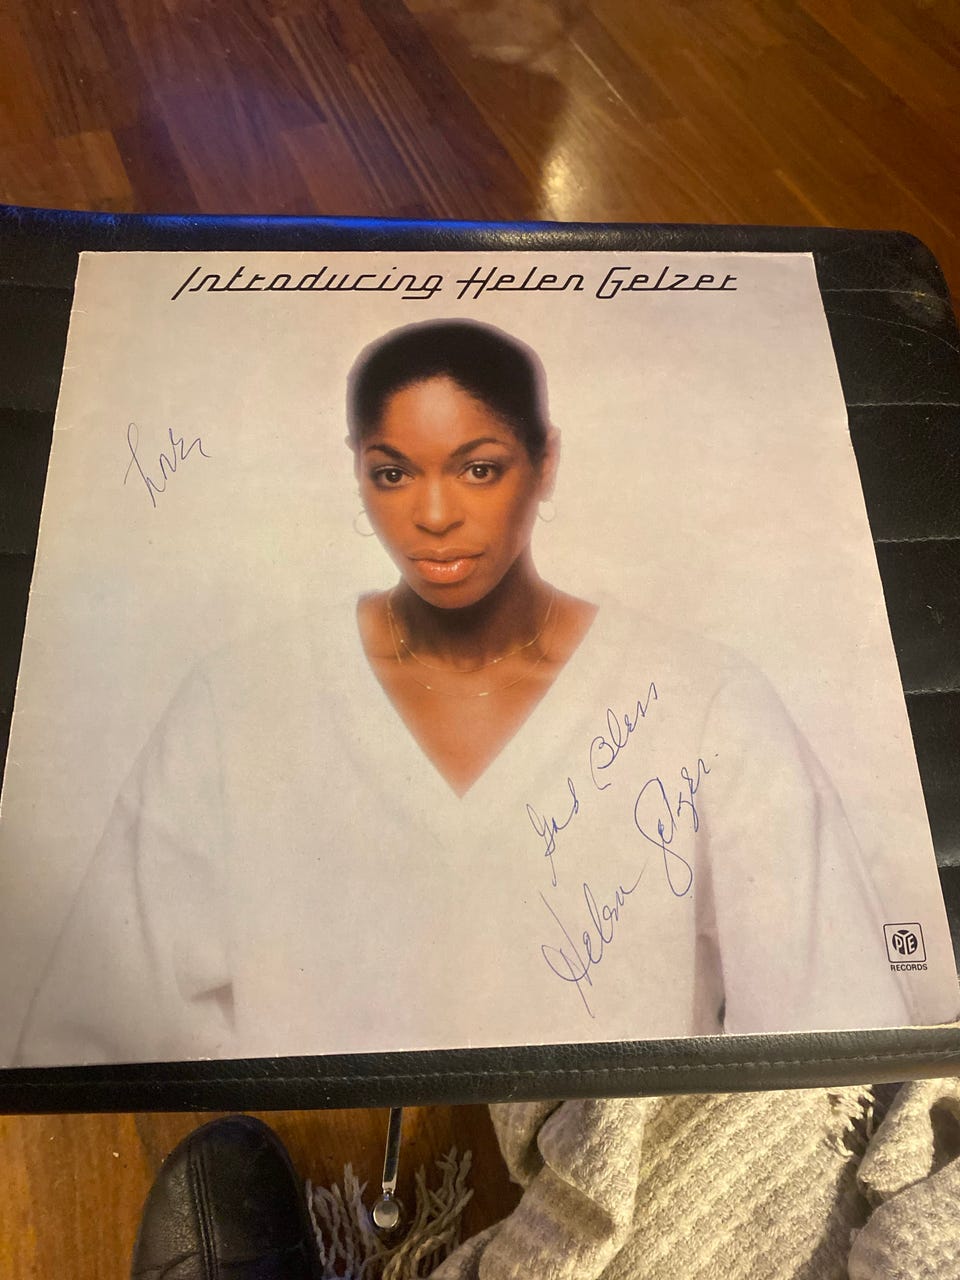 Introducing Helen Gelzer
Love
God Bless
Helen Gelzer.
PYE
RECORDS